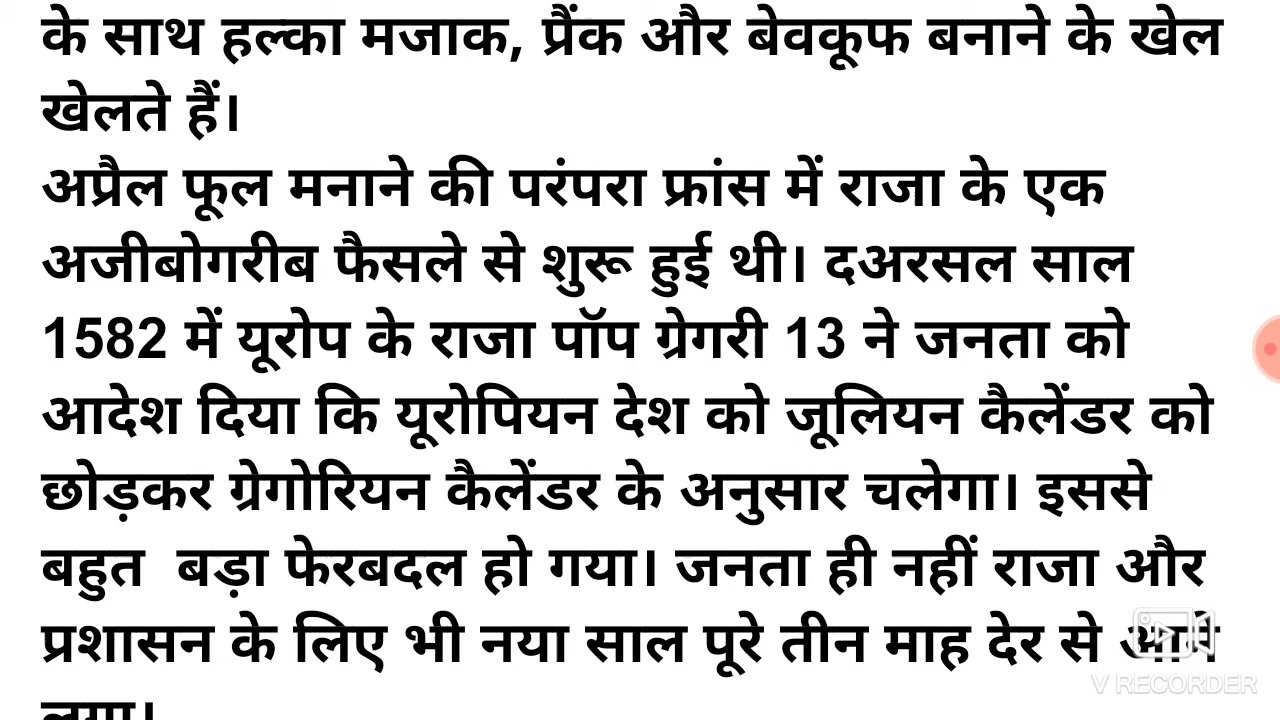 के साथ हल्का मजाक, प्रैंक और बेवकूफ बनाने के खेल
खेलते हैं।
अप्रैल फूल मनाने की परंपरा फ्रांस में राजा के एक
अजीबोगरीब फैसले से शुरू हुई थी। दअरसल साल
1582 में यूरोप के राजा पॉप ग्रेगरी 13 ने जनता को
आदेश दिया कि यूरोपियन देश को जूलियन कैलेंडर को
छोड़कर ग्रेगोरियन कैलेंडर के अनुसार चलेगा। इससे
बहुत  बड़ा फेरबदल हो गया। जनता ही नहीं राजा और
प्रशासन के लिए भी नया साल पूरे तीन माह देर से
V RECORDER